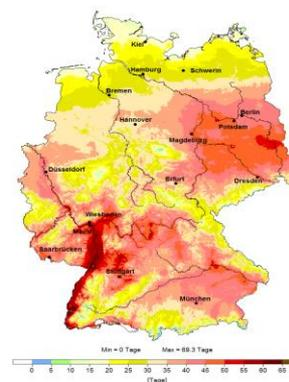 Kiel
Hamburg
Schwerin
Bremen
Hannover
Berlin
Potsdam
Magdeburg
Düsseldorf
Erfurt
Dresden
Wiesbaden
Mainz
Saarbrücken
Stuttgart
München
Min = 0 Tage Max = 69.3 Tage
0 5 10 15 20 25 30 35 40 45 50 55 60 65
[Tage]